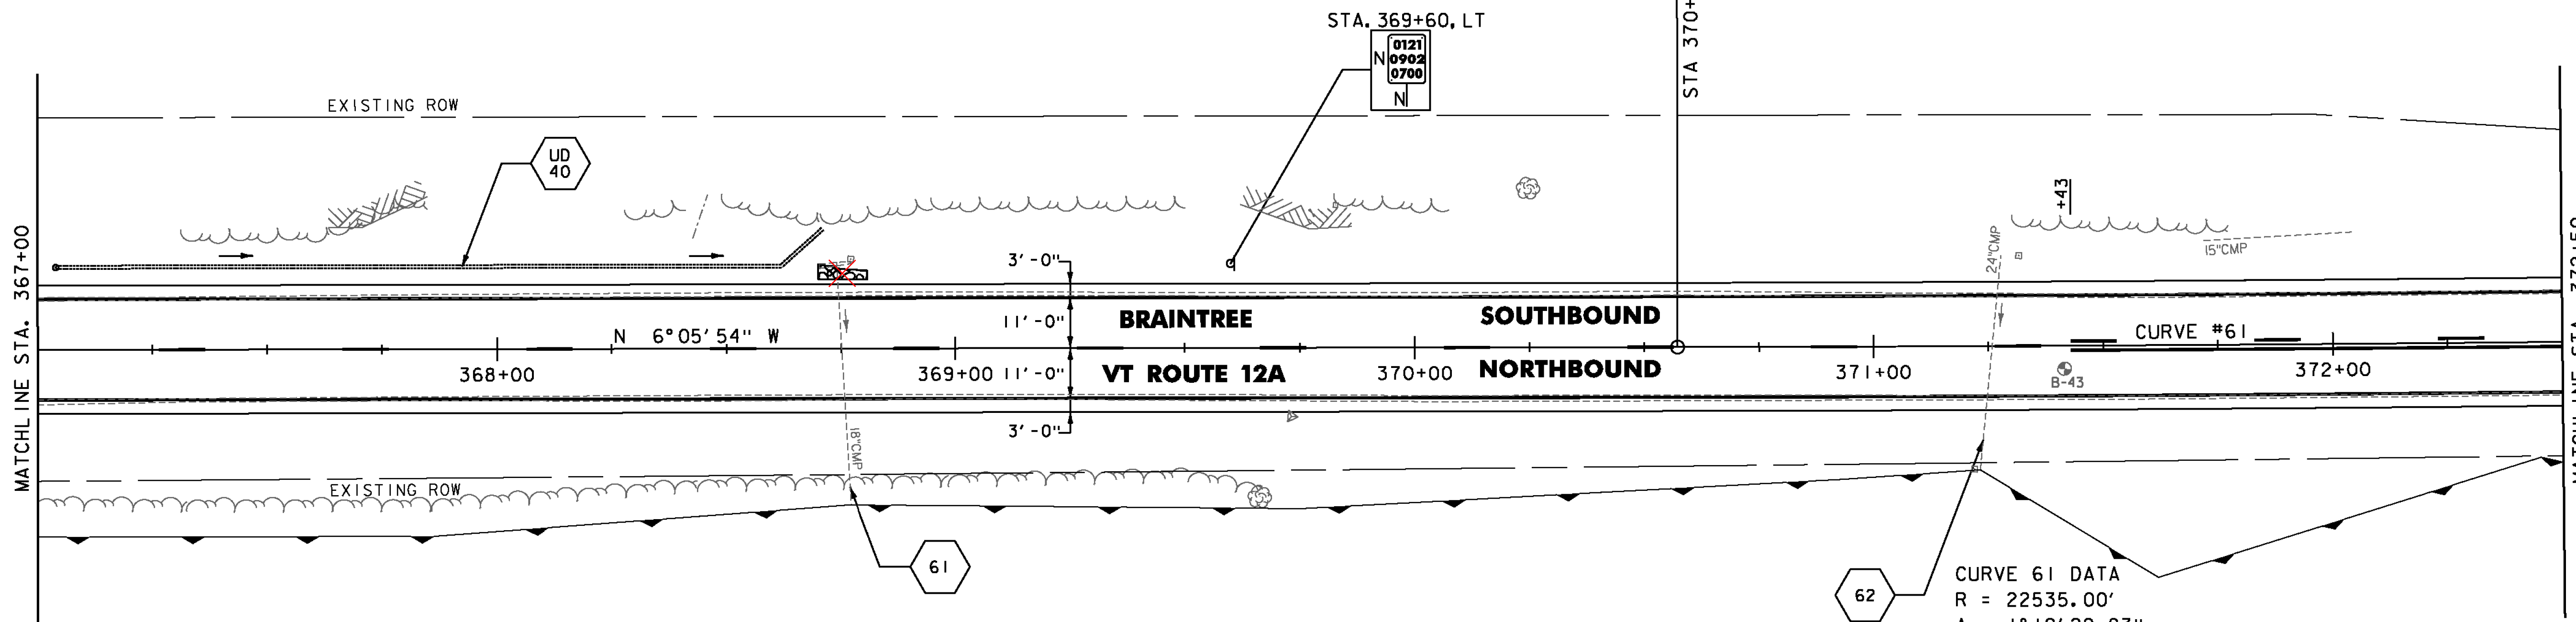 STA. 369+60, LT
0121
N 0902
0700
N
STA 370+
EXISTING ROW
UD
40
+43
24"CMP
15"CMP
MATCHLINE STA. 367+00
3'-0"
11'-0"
BRAINTREE
SOUTHBOUND
N 6°05'54" W
CURVE #61
368+00
369+00
11'-0"
VT ROUTE 12A
370+00
NORTHBOUND
371+00
B-43
372+00
3'-0"
18"CMP
EXISTING ROW
61
62
CURVE 61 DATA
R = 22535.00'